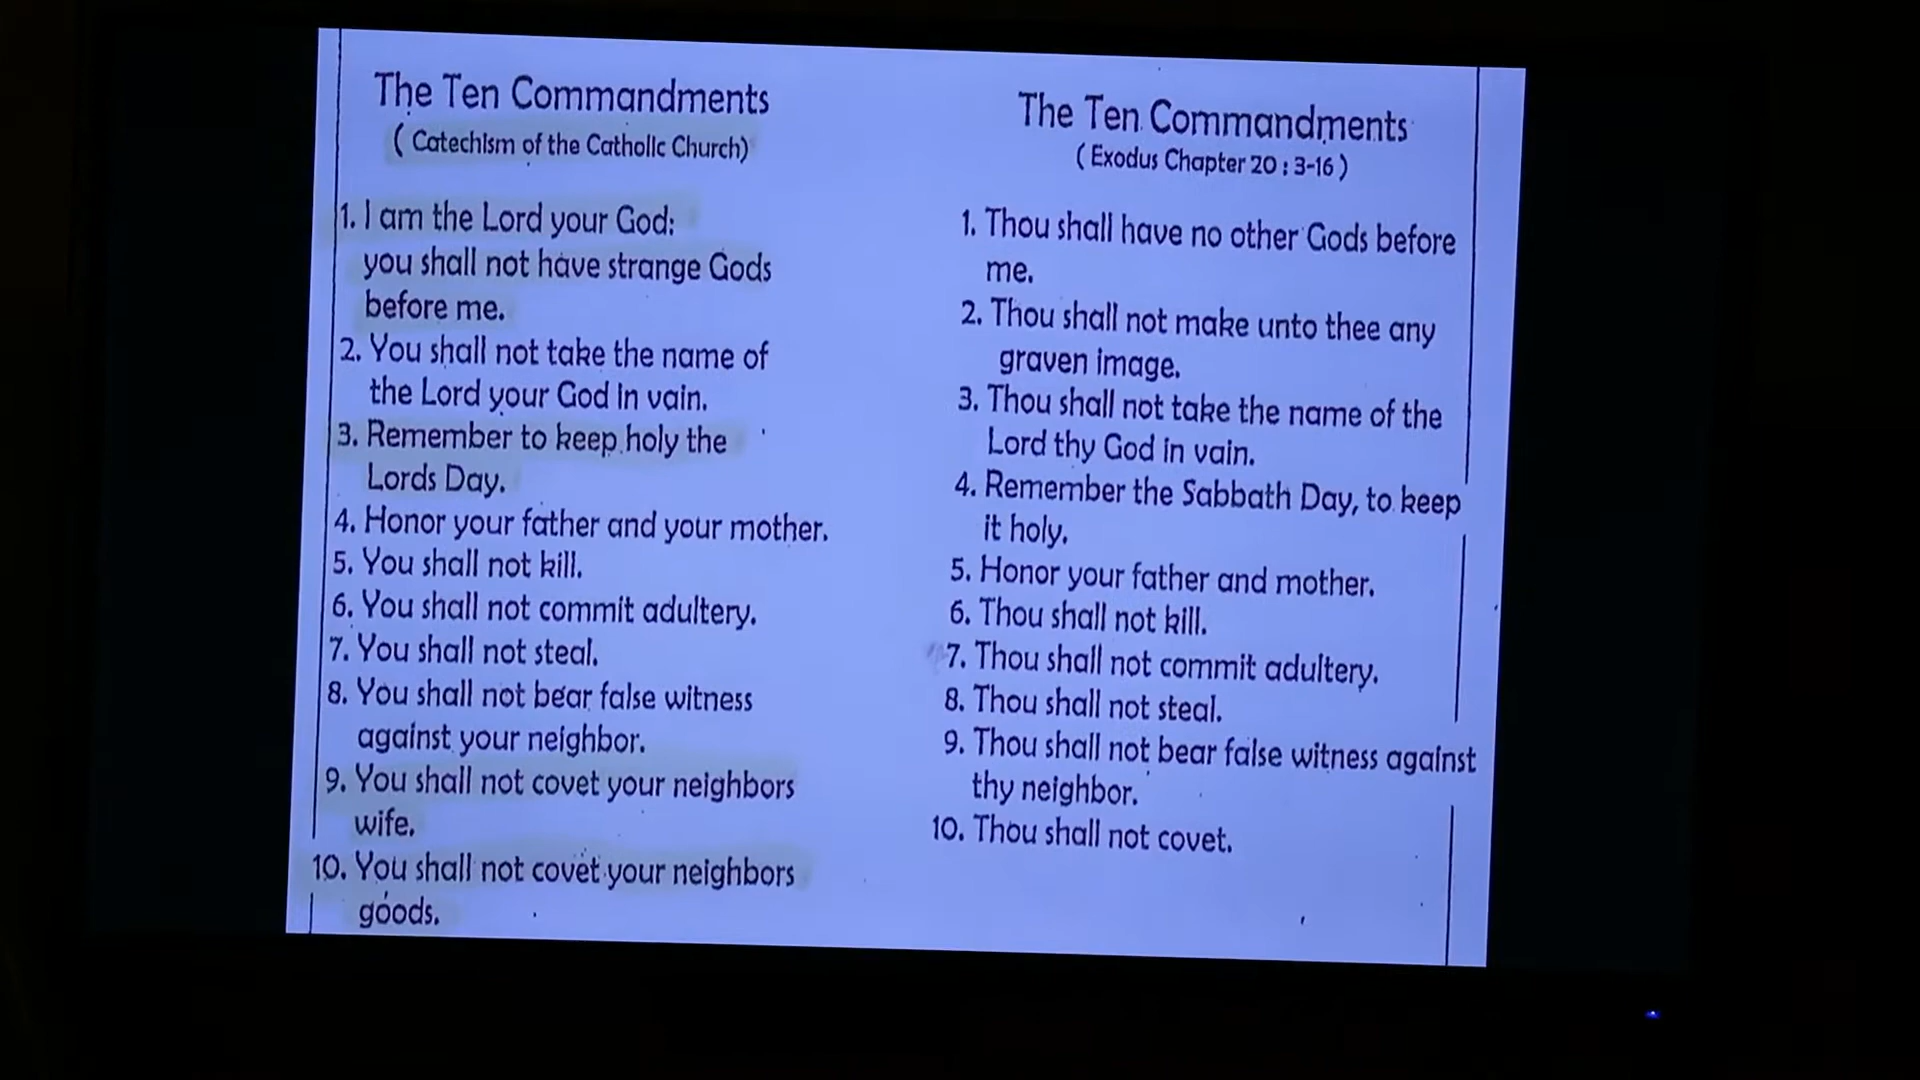 The Ten Commandments
( Catechism of the Catholic Church)
1. I am the Lord your God:
you shall not have strange Gods
before me.
2. You shall not take the name of
the Lord your God in vain.
3. Remember to keep holy the
Lords Day.
4. Honor your father and your mother.
5. You shall not kill.
6. You shall not commit adultery.
7. You shall not steal.
8. You shall not bear false witness
against your neighbor.
9. You shall not covet your neighbors
wife.
10. You shall not covet your neighbors
goods.
The Ten Commandments
( Exodus Chapter 20 : 3-16 )
1. Thou shall have no other Gods before
me.
2. Thou shall not make unto thee any
graven image.
3. Thou shall not take the name of the
Lord thy God in vain.
4. Remember the Sabbath Day, to keep
it holy.
5. Honor your father and mother.
6. Thou shall not kill.
7. Thou shall not commit adultery.
8. Thou shall not steal.
9. Thou shall not bear false witness against
thy neighbor.
10. Thou shall not covet.